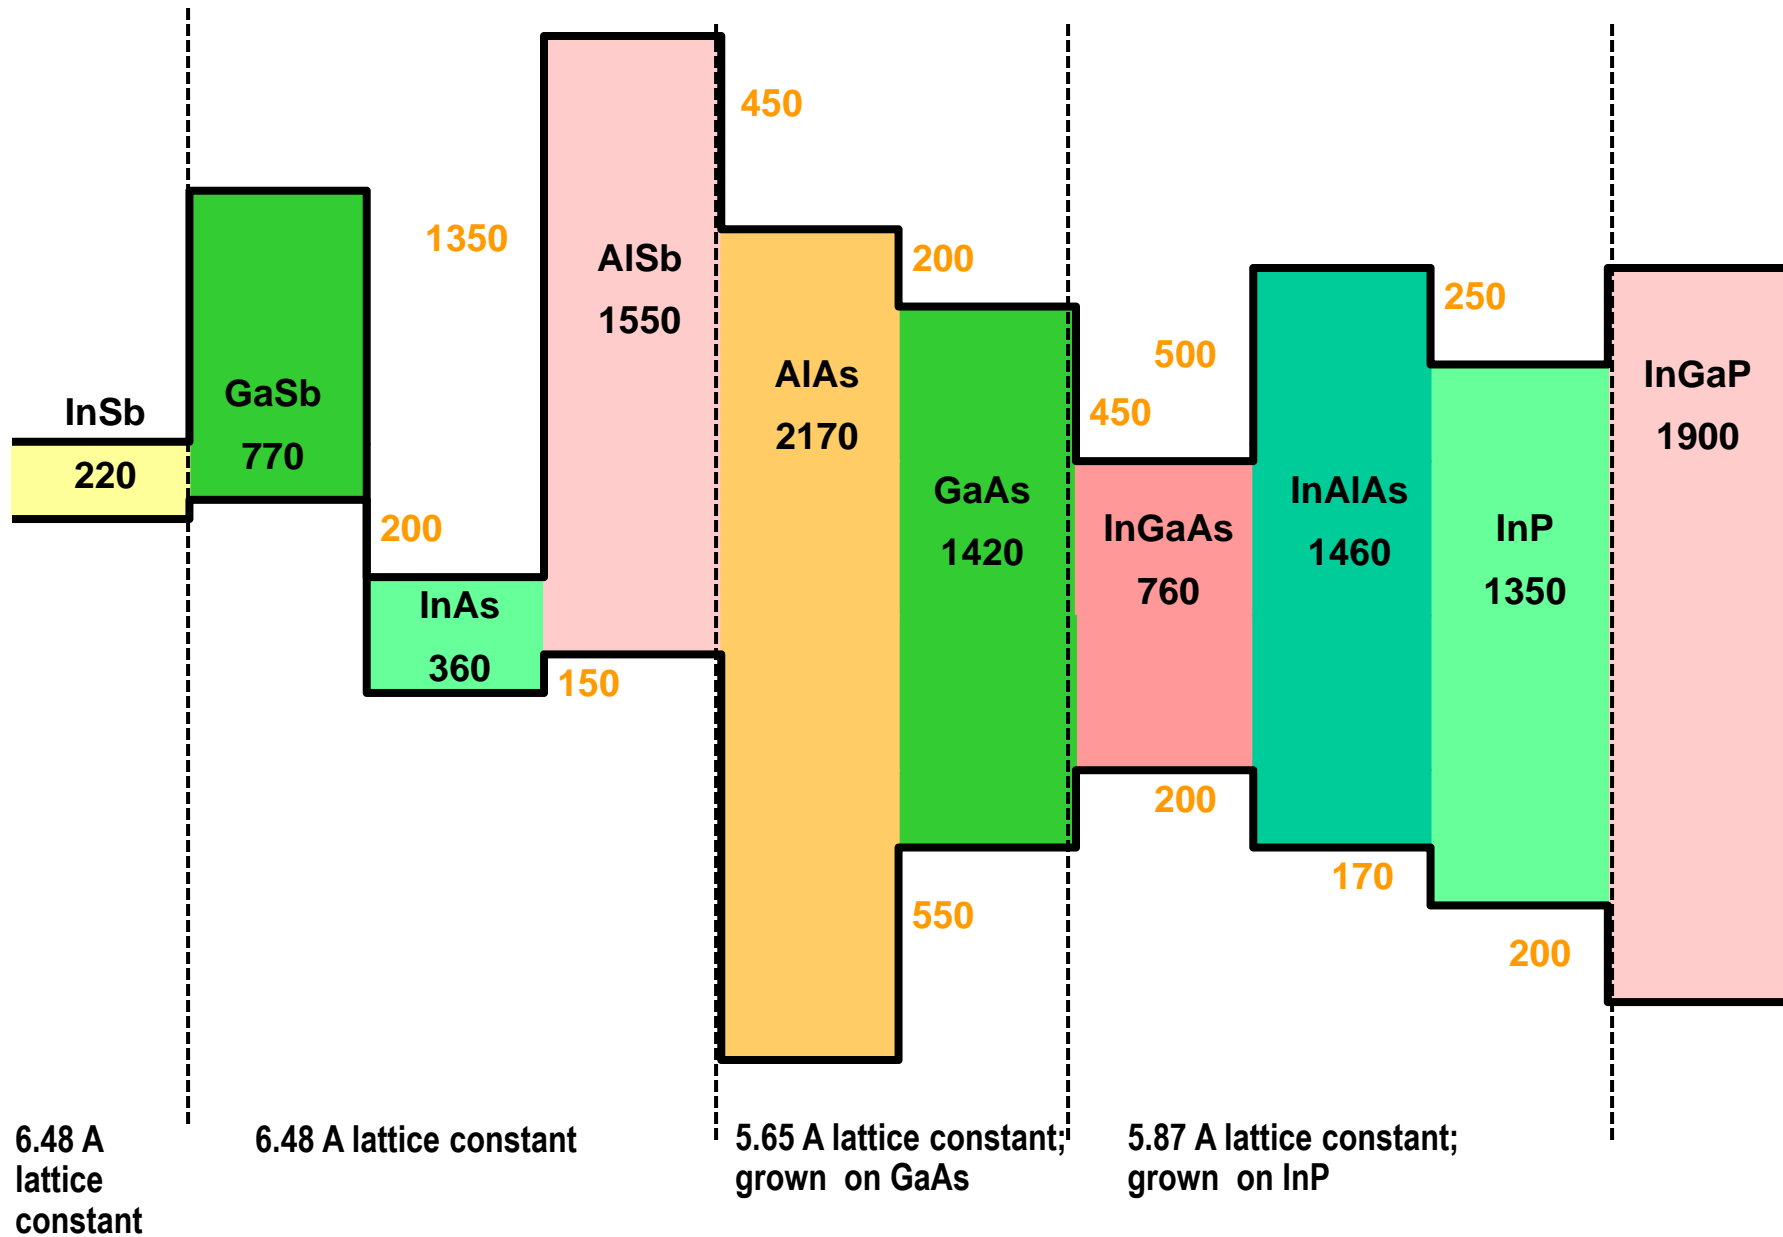 InSb
220
GaSb
770
200
InAs
360
1350
150
AlSb
1550
450
AlAs
2170
200
550
GaAs
1420
450
InGaAs
760
200
500
InAlAs
1460
170
250
InP
1350
200
InGaP
1900
6.48 A
lattice
constant
6.48 A lattice constant
5.65 A lattice constant;
grown on GaAs
5.87 A lattice constant;
grown on InP